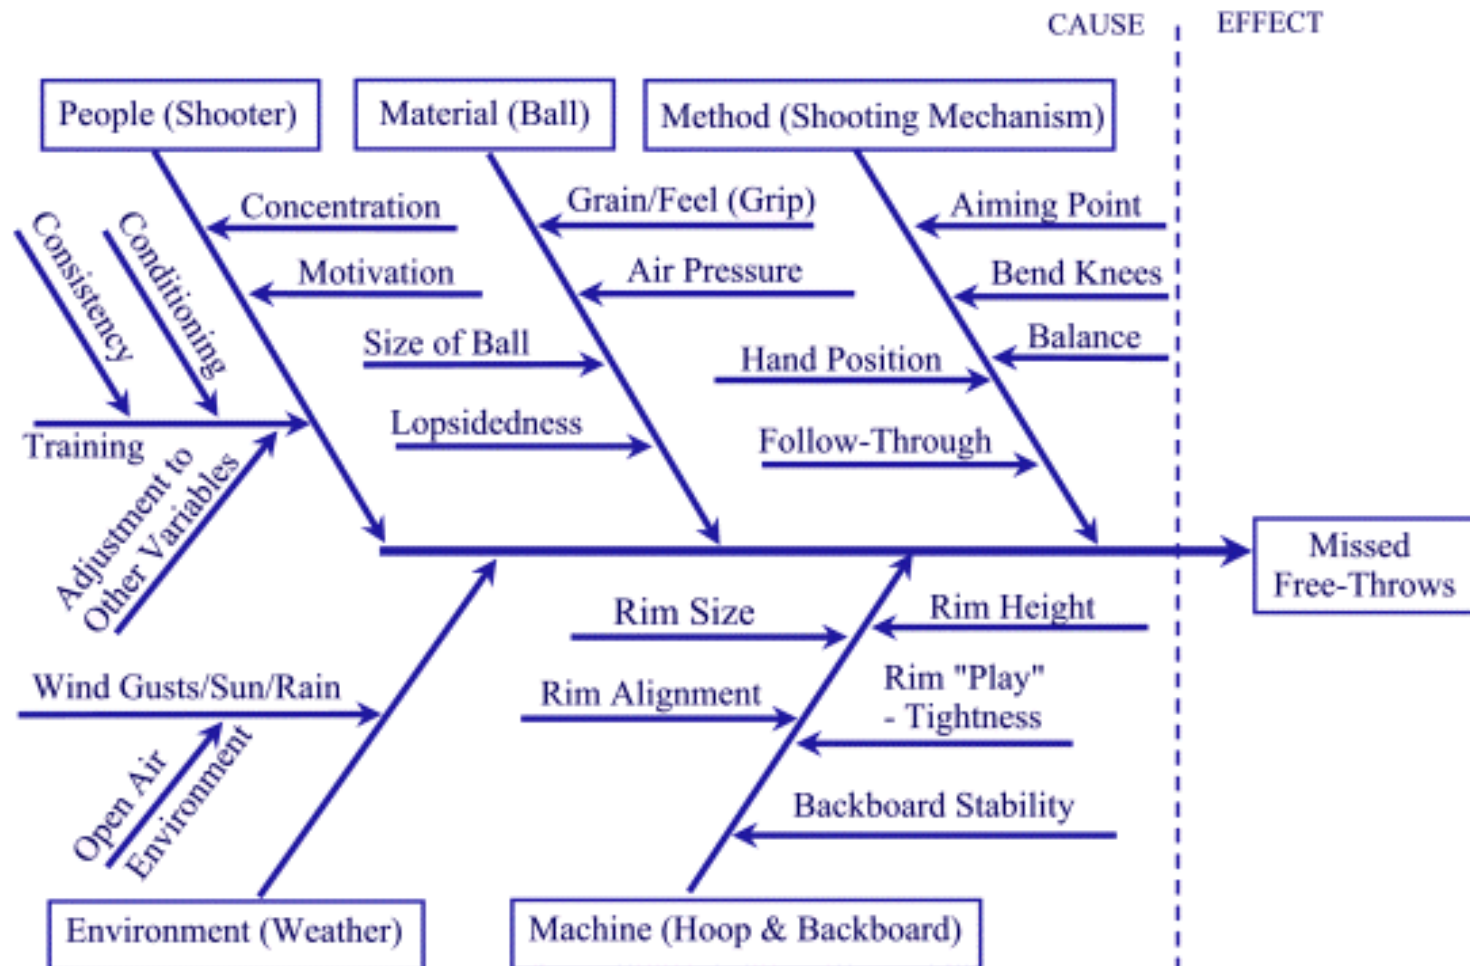 CAUSE
EFFECT
People (Shooter)
Material (Ball)
Method (Shooting Mechanism)
Concentration
Motivation
Consistency
Conditioning
Training
Adjustment to
Other Variables
Grain/Feel (Grip)
Air Pressure
Size of Ball
Lopsidedness
Aiming Point
Bend Knees
Balance
Hand Position
Follow-Through
Missed
Free-Throws
Wind Gusts/Sun/Rain
Open Air
Environment
Rim Size
Rim Height
Rim Alignment
Rim "Play"
- Tightness
Backboard Stability
Environment (Weather)
Machine (Hoop & Backboard)